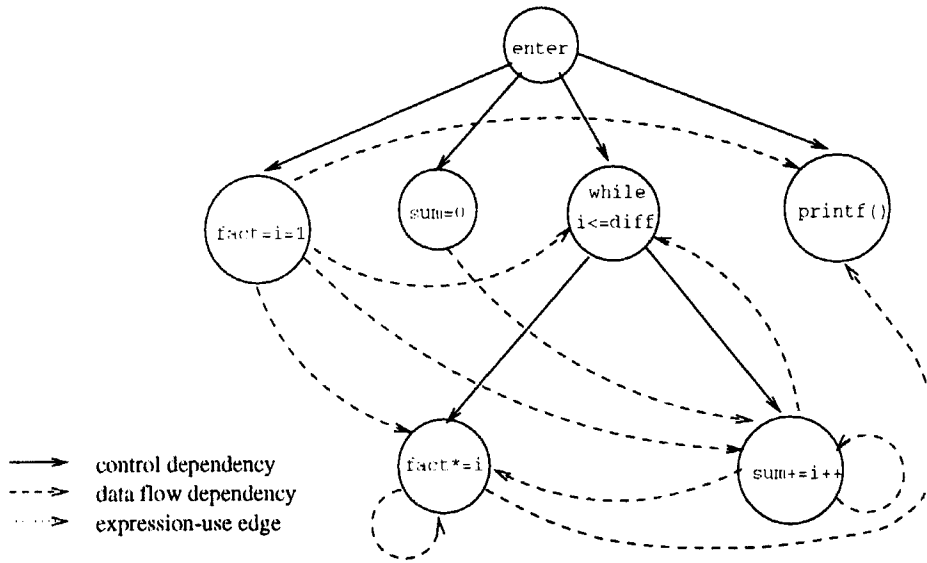 enter
fact=i=1
sum=0
while
i<=diff
printf()
fact*=i
sum+=i++
control dependency
data flow dependency
expression-use edge